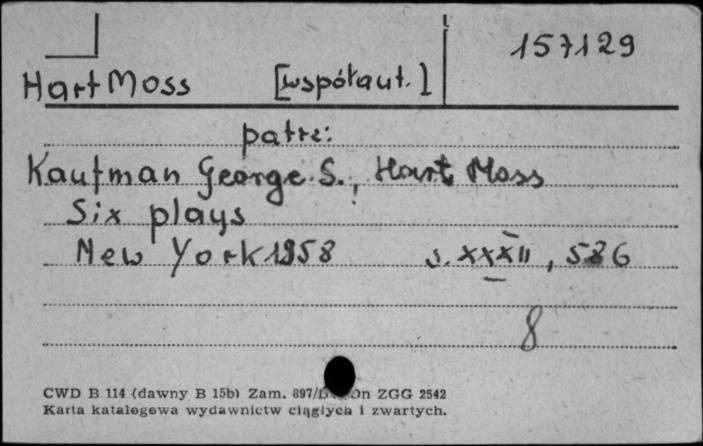 157129
Hart Moss [współaut.]
patrz:
Kaufman George S., Hart Moss
Six plays
New York 1958 s. XXXII, 586
8
CWD B 114 (dawny B 15b) Zam. 897/ ZGG 2542
Karta katalogowa wydawnictw ciągłych i zwartych.